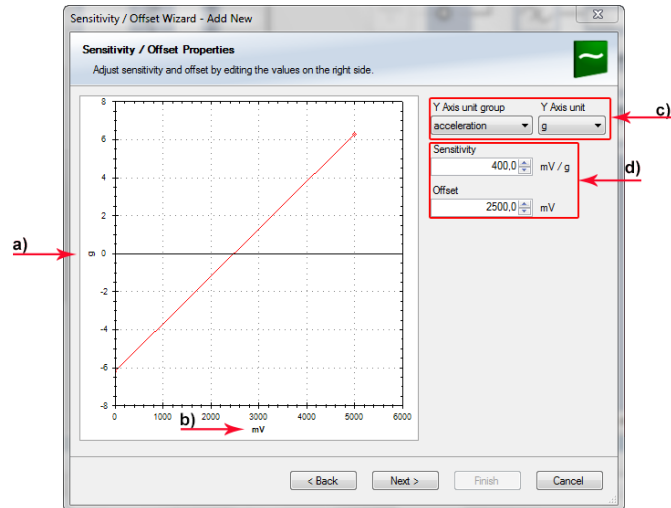 Sensitivity / Offset Wizard - Add New
Sensitivity / Offset Properties
Adjust sensitivity and offset by editing the values on the right side.
8
6
4
2
0
-2
-4
-6
-8
g
0 1000 2000 3000 4000 5000 6000
mV
a)
b)
Y Axis unit group Y Axis unit
acceleration g
c)
Sensitivity
400,0 mV / g
d)
Offset
2500,0 mV
< Back Next > Finish Cancel